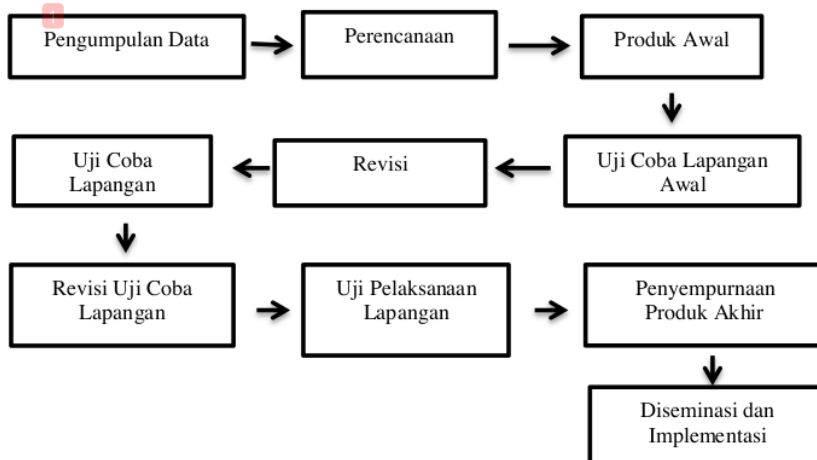 1
Pengumpulan Data
Perencanaan
Produk Awal
Uji Coba
Lapangan
Revisi
Uji Coba Lapangan
Awal
Revisi Uji Coba
Lapangan
Uji Pelaksanaan
Lapangan
Penyempurnaan
Produk Akhir
Diseminasi dan
Implementasi